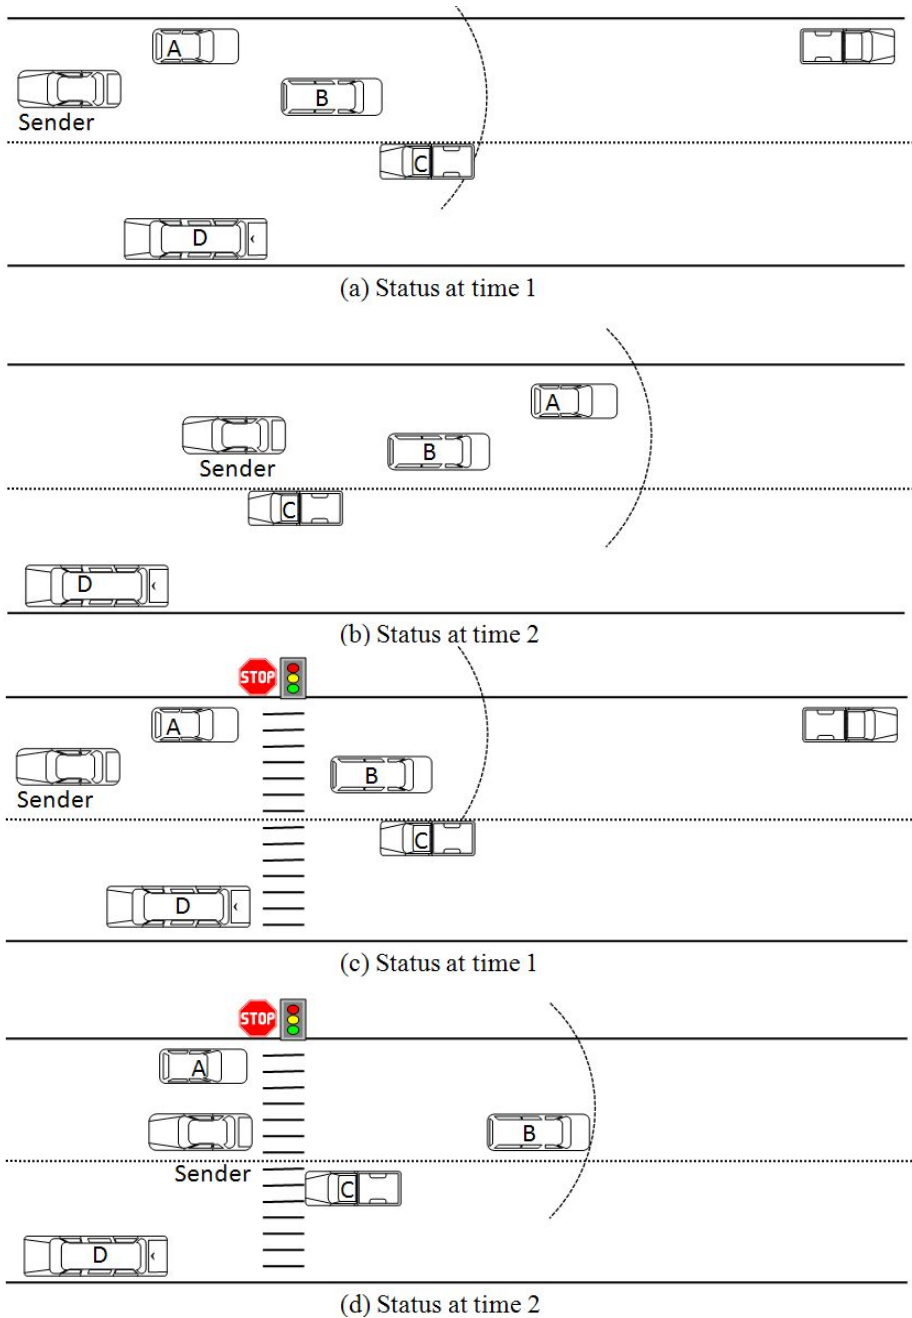 A
B
Sender
C
D
(a) Status at time 1
A
B
Sender
C
D
(b) Status at time 2
STOP
A
B
Sender
C
D
(c) Status at time 1
STOP
A
B
Sender
C
D
(d) Status at time 2